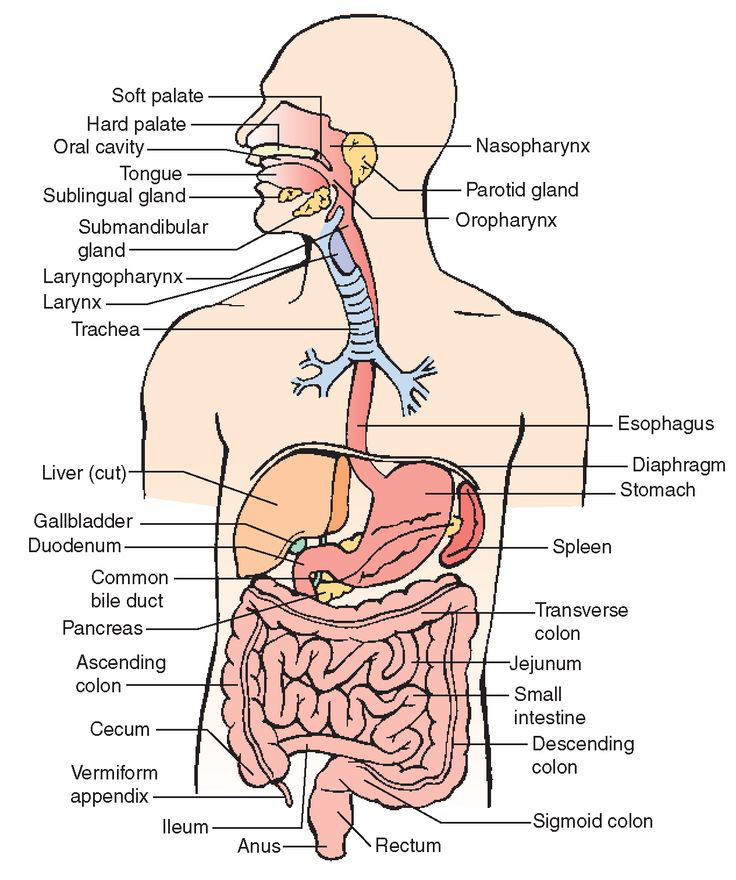 Soft palate
Hard palate
Oral cavity
Tongue
Sublingual gland
Submandibular
gland
Laryngopharynx
Larynx
Trachea
Nasopharynx
Parotid gland
Oropharynx
Esophagus
Diaphragm
Stomach
Liver (cut)
Gallbladder
Duodenum
Spleen
Common
bile duct
Pancreas
Ascending
colon
Cecum
Vermiform
appendix
Transverse
colon
Jejunum
Small
intestine
Descending
colon
Ileum
Anus
Rectum
Sigmoid colon